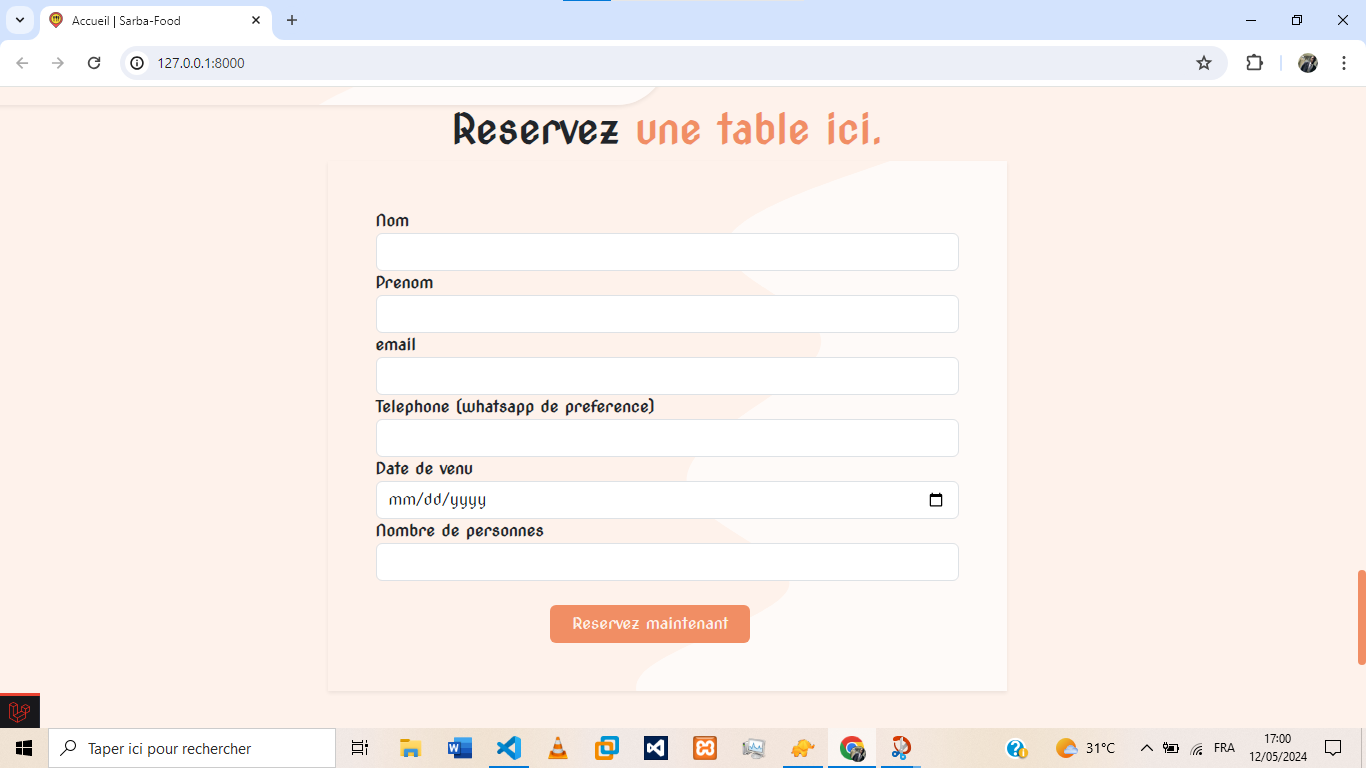 Accueil | Sarba-Food
127.0.0.1:8000
Reservez une table ici.
Nom
Prenom
email
Telephone (whatsapp de preference)
Date de venu
mm/dd/yyyy
Nombre de personnes
Reservez maintenant
Taper ici pour rechercher
31°C
FRA
17:00
12/05/2024